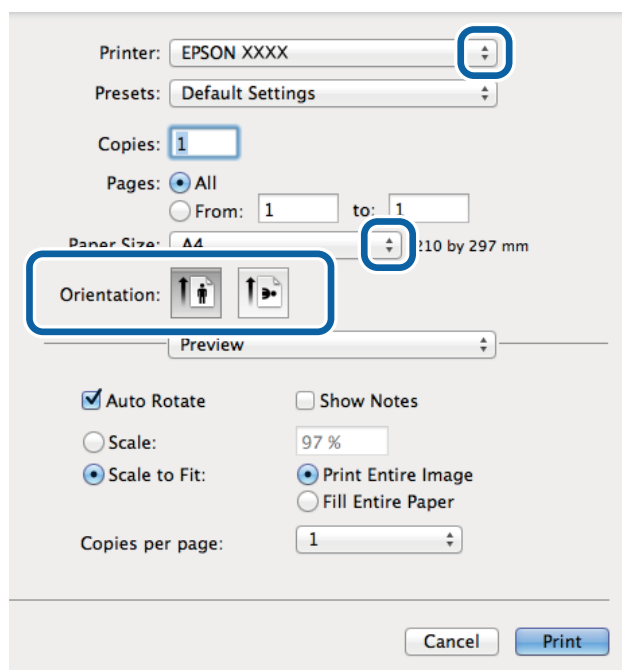 Printer: EPSON XXXX
Presets: Default Settings
Copies: 1
Pages: All
From: 1 to: 1
Paper Size: A4 210 by 297 mm
Orientation:
Preview
Auto Rotate Show Notes
Scale: 97 %
Scale to Fit: Print Entire Image
Fill Entire Paper
Copies per page: 1
Cancel Print